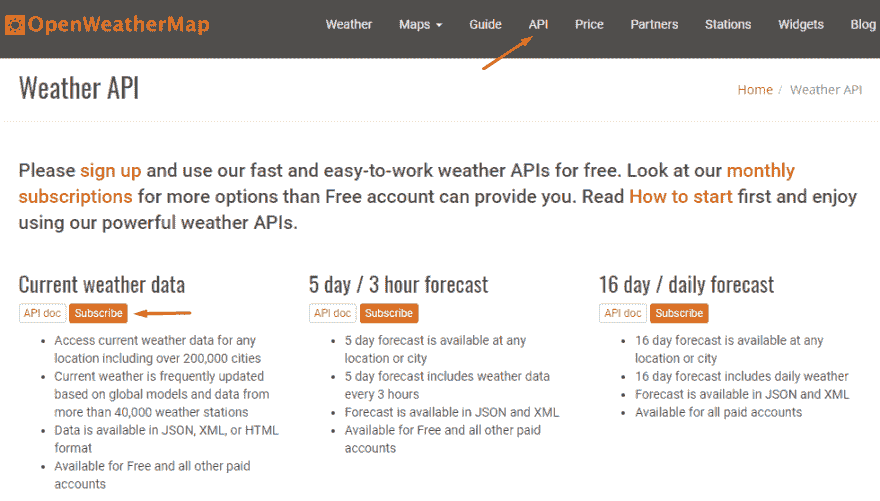 OpenWeatherMap
Weather Maps Guide API Price Partners Stations Widgets Blog
Weather API
Home / Weather API
Please sign up and use our fast and easy-to-work weather APIs for free. Look at our monthly
subscriptions for more options than Free account can provide you. Read How to start first and enjoy
using our powerful weather APIs.
Current weather data
API doc Subscribe
• Access current weather data for any
location including over 200,000 cities
• Current weather is frequently updated
based on global models and data from
more than 40,000 weather stations
• Data is available in JSON, XML, or HTML
format
• Available for Free and all other paid
accounts
5 day / 3 hour forecast
API doc Subscribe
• 5 day forecast is available at any
location or city
• 5 day forecast includes weather data
every 3 hours
• Forecast is available in JSON and XML
• Available for Free and all other paid
accounts
16 day / daily forecast
API doc Subscribe
• 16 day forecast is available at any
location or city
• 16 day forecast includes daily weather
• Forecast is available in JSON and XML
• Available for all paid accounts